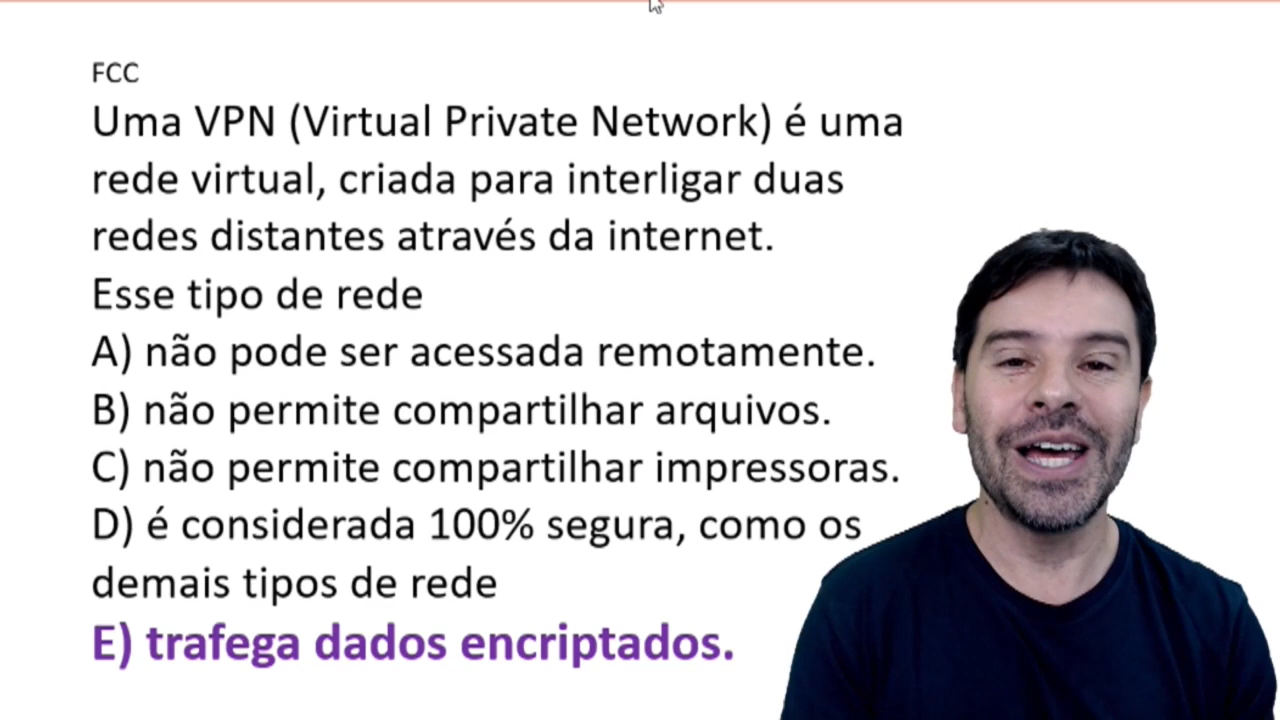 FCC
Uma VPN (Virtual Private Network) é uma
rede virtual, criada para interligar duas
redes distantes através da internet.
Esse tipo de rede
A) não pode ser acessada remotamente.
B) não permite compartilhar arquivos.
C) não permite compartilhar impressoras.
D) é considerada 100% segura, como os
demais tipos de rede
E) trafega dados encriptados.